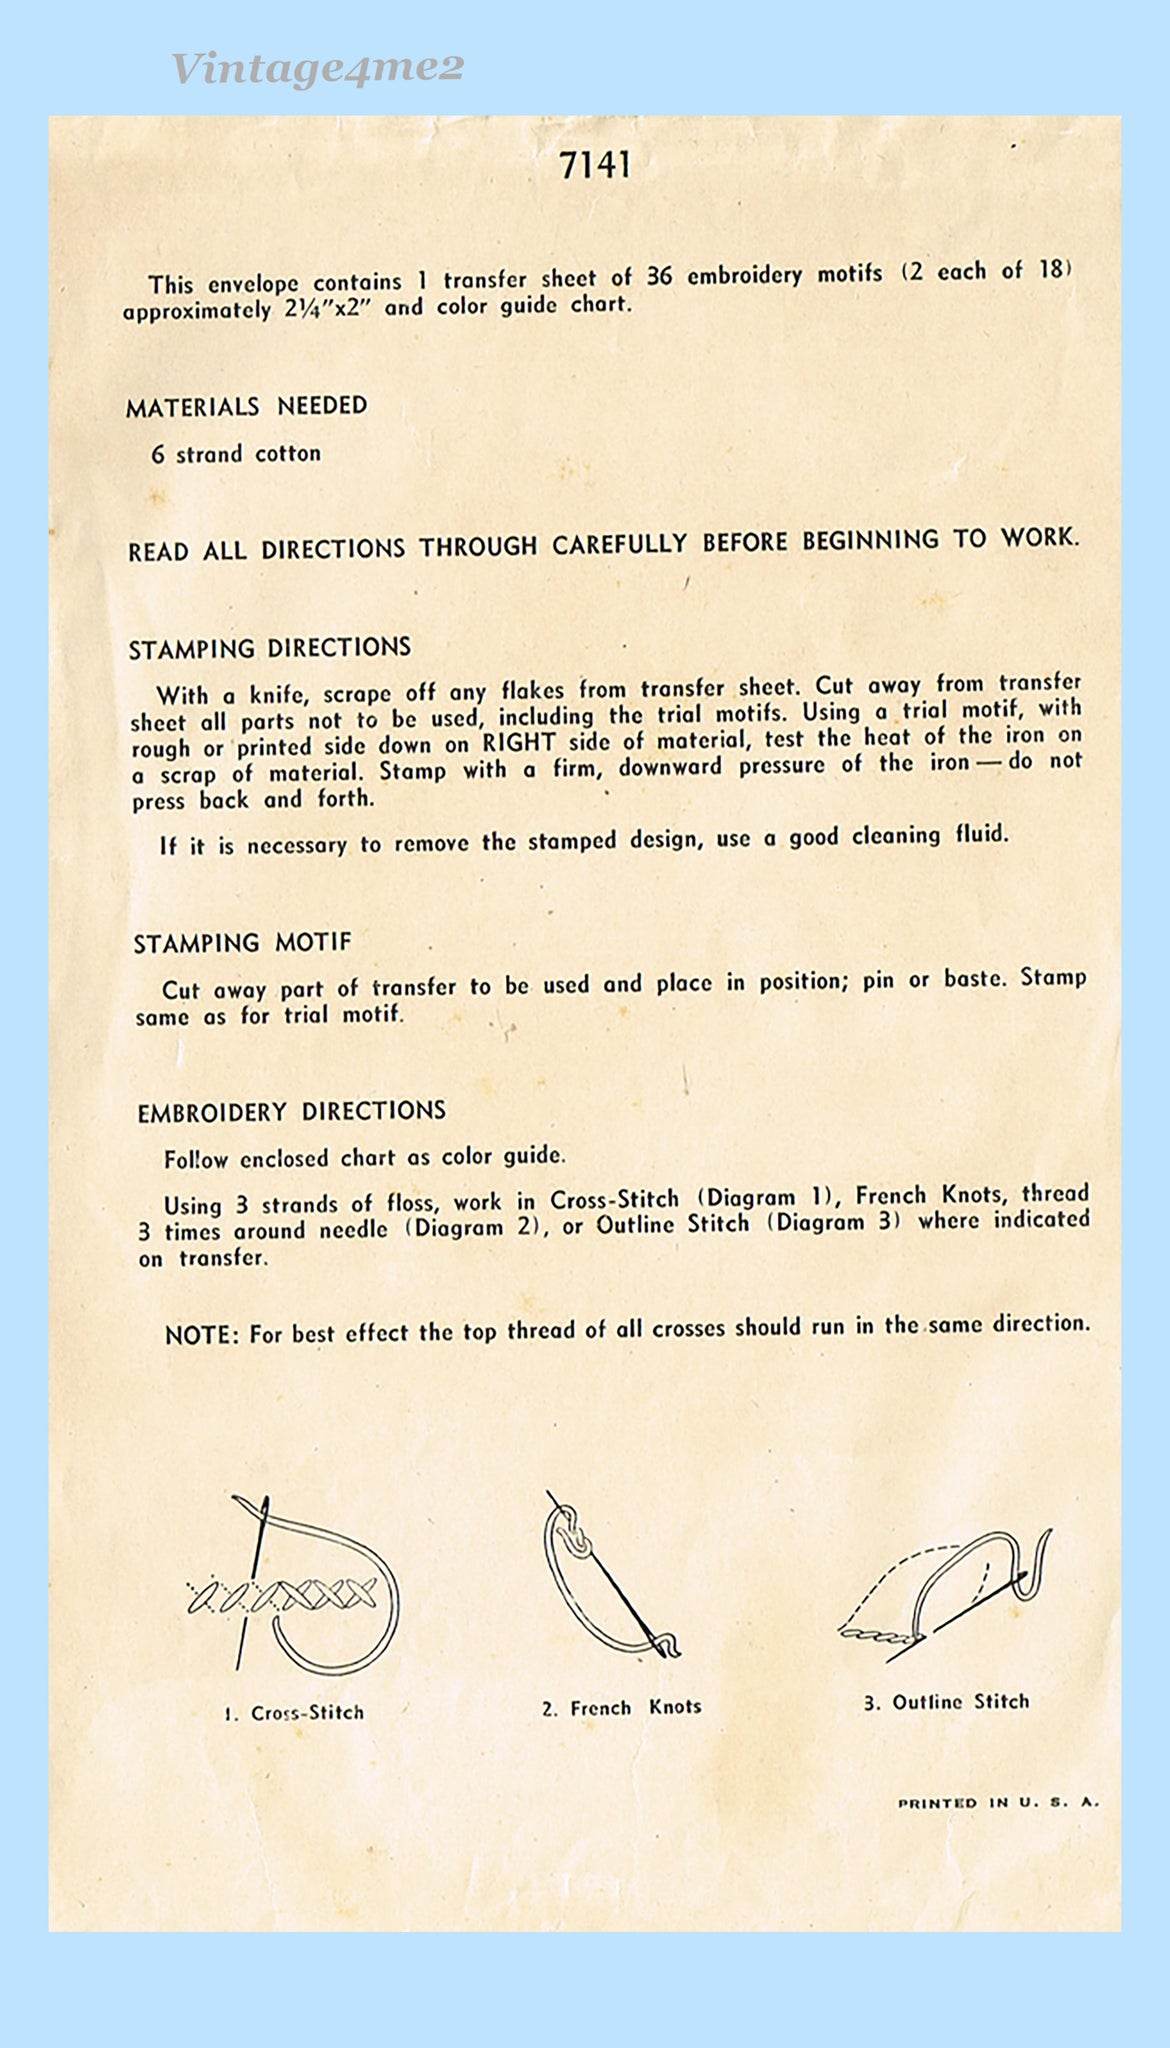 Vintage4me2
7141
This envelope contains 1 transfer sheet of 36 embroidery motifs (2 each of 18)
approximately 2¼"x2" and color guide chart.
MATERIALS NEEDED
6 strand cotton
READ ALL DIRECTIONS THROUGH CAREFULLY BEFORE BEGINNING TO WORK.
STAMPING DIRECTIONS
With a knife, scrape off any flakes from transfer sheet. Cut away from transfer
sheet all parts not to be used, including the trial motifs. Using a trial motif, with
rough or printed side down on RIGHT side of material, test the heat of the iron on
a scrap of material. Stamp with a firm, downward pressure of the iron — do not
press back and forth.
If it is necessary to remove the stamped design, use a good cleaning fluid.
STAMPING MOTIF
Cut away part of transfer to be used and place in position; pin or baste. Stamp
same as for trial motif.
EMBROIDERY DIRECTIONS
Follow enclosed chart as color guide.
Using 3 strands of floss, work in Cross-Stitch (Diagram 1), French Knots, thread
3 times around needle (Diagram 2), or Outline Stitch (Diagram 3) where indicated
on transfer.
NOTE: For best effect the top thread of all crosses should run in the same direction.
1. Cross-Stitch
2. French Knots
3. Outline Stitch
PRINTED IN U. S. A.